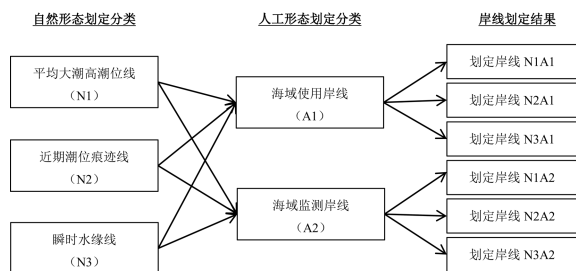 自然形态划定分类
人工形态划定分类
岸线划定结果
平均大潮高潮位线
（N1）
近期潮位痕迹线
（N2）
瞬时水缘线
（N3）
海域使用岸线
（A1）
海域监测岸线
（A2）
划定岸线 N1A1
划定岸线 N2A1
划定岸线 N3A1
划定岸线 N1A2
划定岸线 N2A2
划定岸线 N3A2